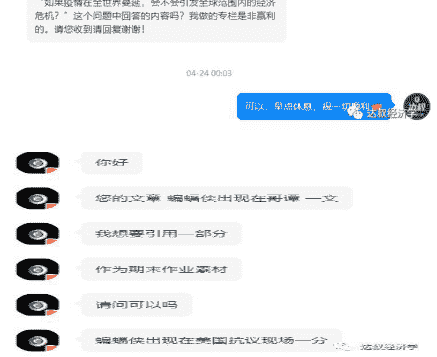 “如果疫情在全世界蔓延，会不会引发全球范围内的经济
危机？”这个问题中回答的内容吗？我做的专栏是非赢利
的。请您收到请回复谢谢！
04-24 00:03
可以，早点休息，祝一切顺利
达叔经济学
你好
您的文章 蝙蝠侠出现在哥谭 一文
我想要引用一部分
作为期末作业素材
请问可以吗
蝙蝠侠出现在美国抗议现场一分
达叔经济学